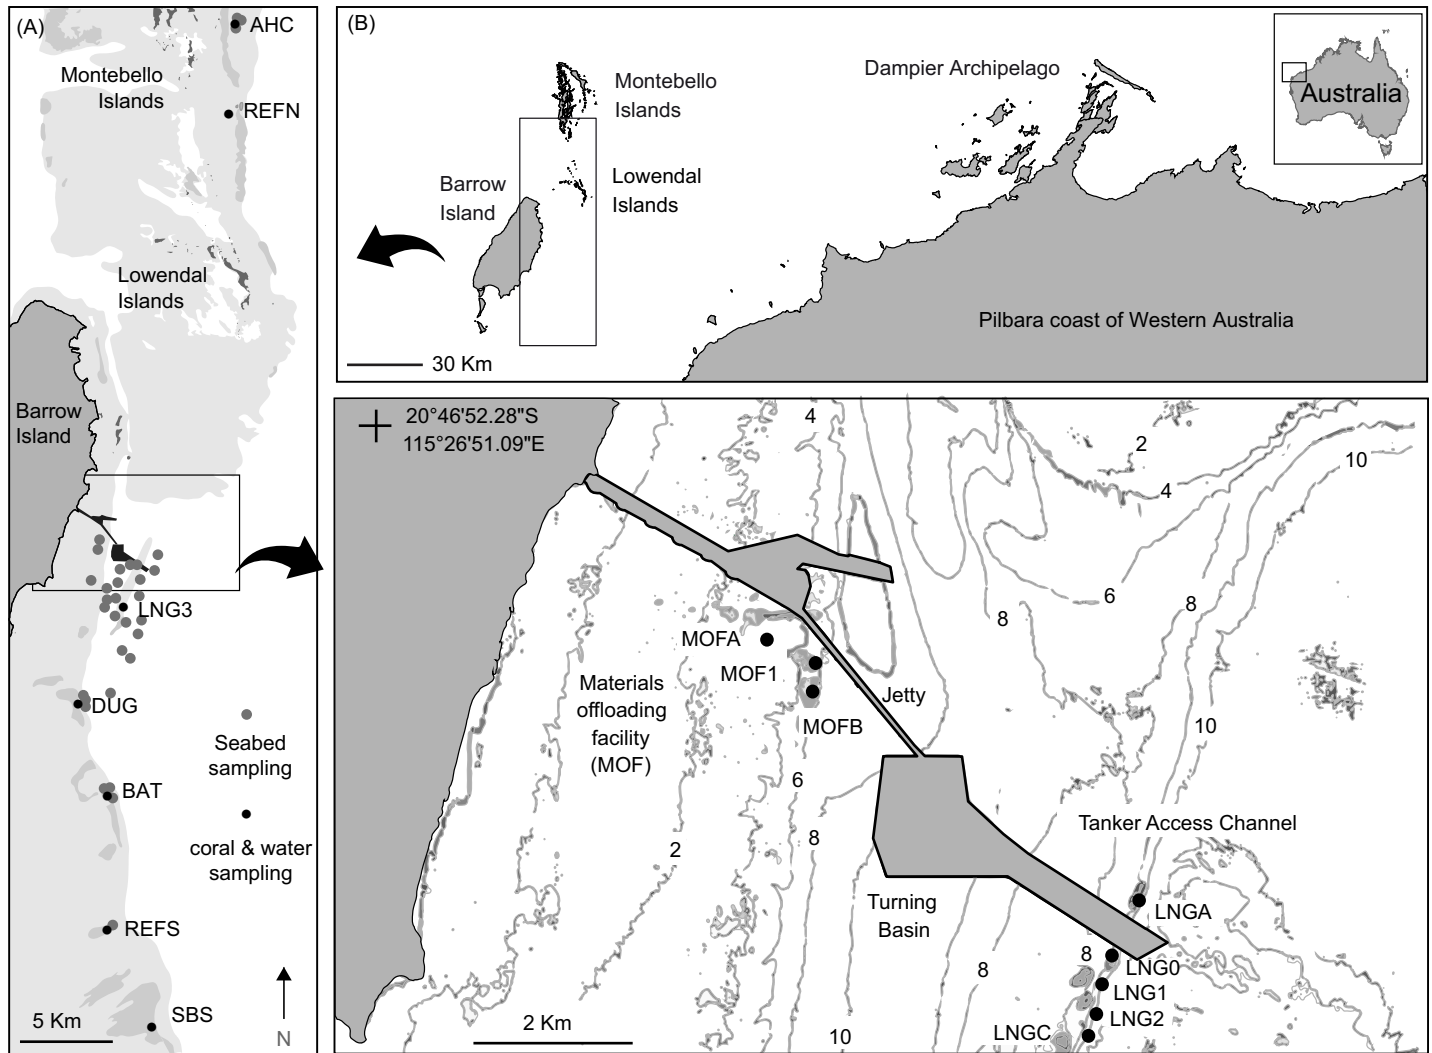 (A)
AHC
Montebello
Islands
REFN
Lowendal
Islands
Barrow
Island
LNG3
DUG
Seabed
sampling
BAT
coral & water
sampling
REFS
SBS
5 Km
N
(B)
Montebello
Islands
Dampier Archipelago
Australia
Barrow
Island
Lowendal
Islands
Pilbara coast of Western Australia
30 Km
20°46'52.28"S
115°26'51.09"E
4
2
10
4
6
8
8
MOFA
MOF1
Materials
offloading
facility
(MOF)
Jetty
MOFB
10
6
8
2
Tanker Access Channel
Turning
Basin
LNGA
8
LNG0
8
LNG1
LNG2
2 Km
LNGC
10